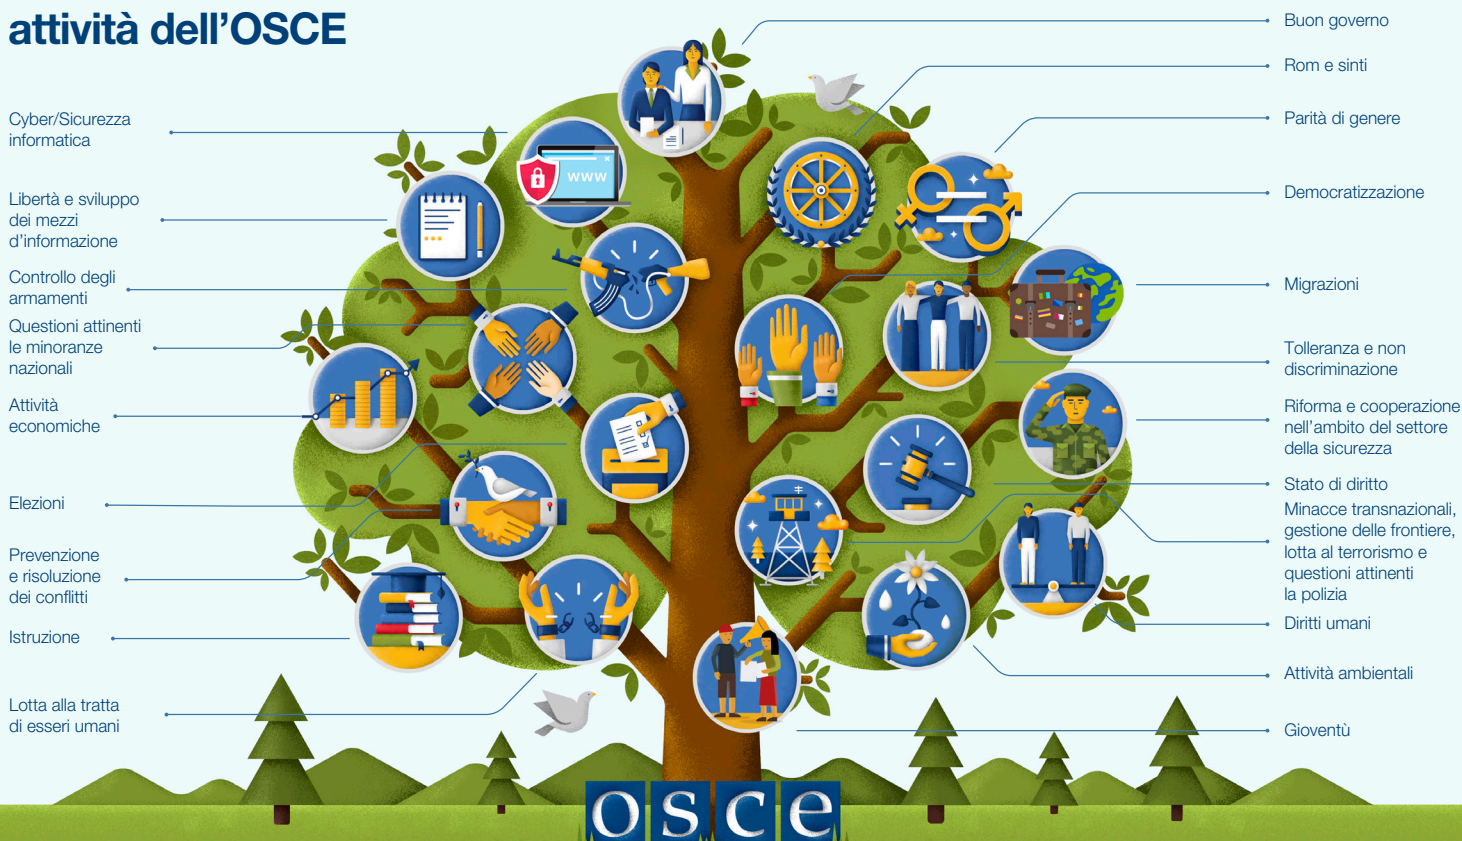 attività dell'OSCE
Cyber/Sicurezza
informatica
Libertà e sviluppo
dei mezzi
d'informazione
Controllo degli
armamenti
Questioni attinenti
le minoranze
nazionali
Attività
economiche
Elezioni
Prevenzione
e risoluzione
dei conflitti
Istruzione
Lotta alla tratta
di esseri umani
www
Buon governo
Rom e sinti
Parità di genere
Democratizzazione
Migrazioni
Tolleranza e non
discriminazione
Riforma e cooperazione
nell'ambito del settore
della sicurezza
Stato di diritto
Minacce transnazionali,
gestione delle frontiere,
lotta al terrorismo e
questioni attinenti
la polizia
Diritti umani
Attività ambientali
Gioventù
osce